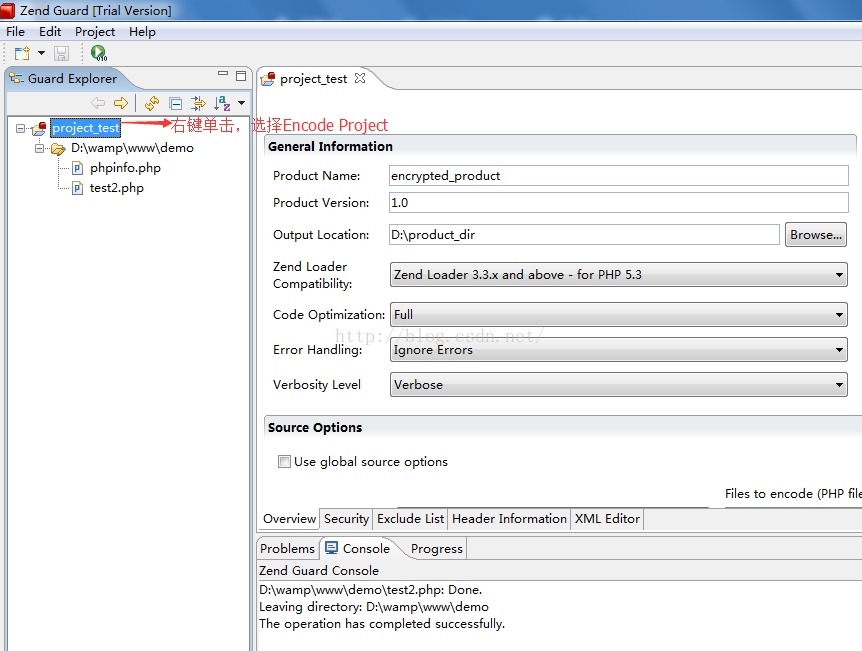 Zend Guard [Trial Version]
File Edit Project Help
Guard Explorer
project_test
project_test
右键单击，选择Encode Project
D:\wamp\www\demo
phpinfo.php
test2.php
General Information
Product Name: encrypted_product
Product Version: 1.0
Output Location: D:\product_dir Browse...
Zend Loader
Compatibility:
Zend Loader 3.3.x and above - for PHP 5.3
Code Optimization: Full
http://blog.csdn.net/
Error Handling: Ignore Errors
Verbosity Level Verbose
Source Options
Use global source options
Files to encode (PHP file
Overview Security Exclude List Header Information XML Editor
Problems Console Progress
Zend Guard Console
D:\wamp\www\demo\test2.php: Done.
Leaving directory: D:\wamp\www\demo
The operation has completed successfully.